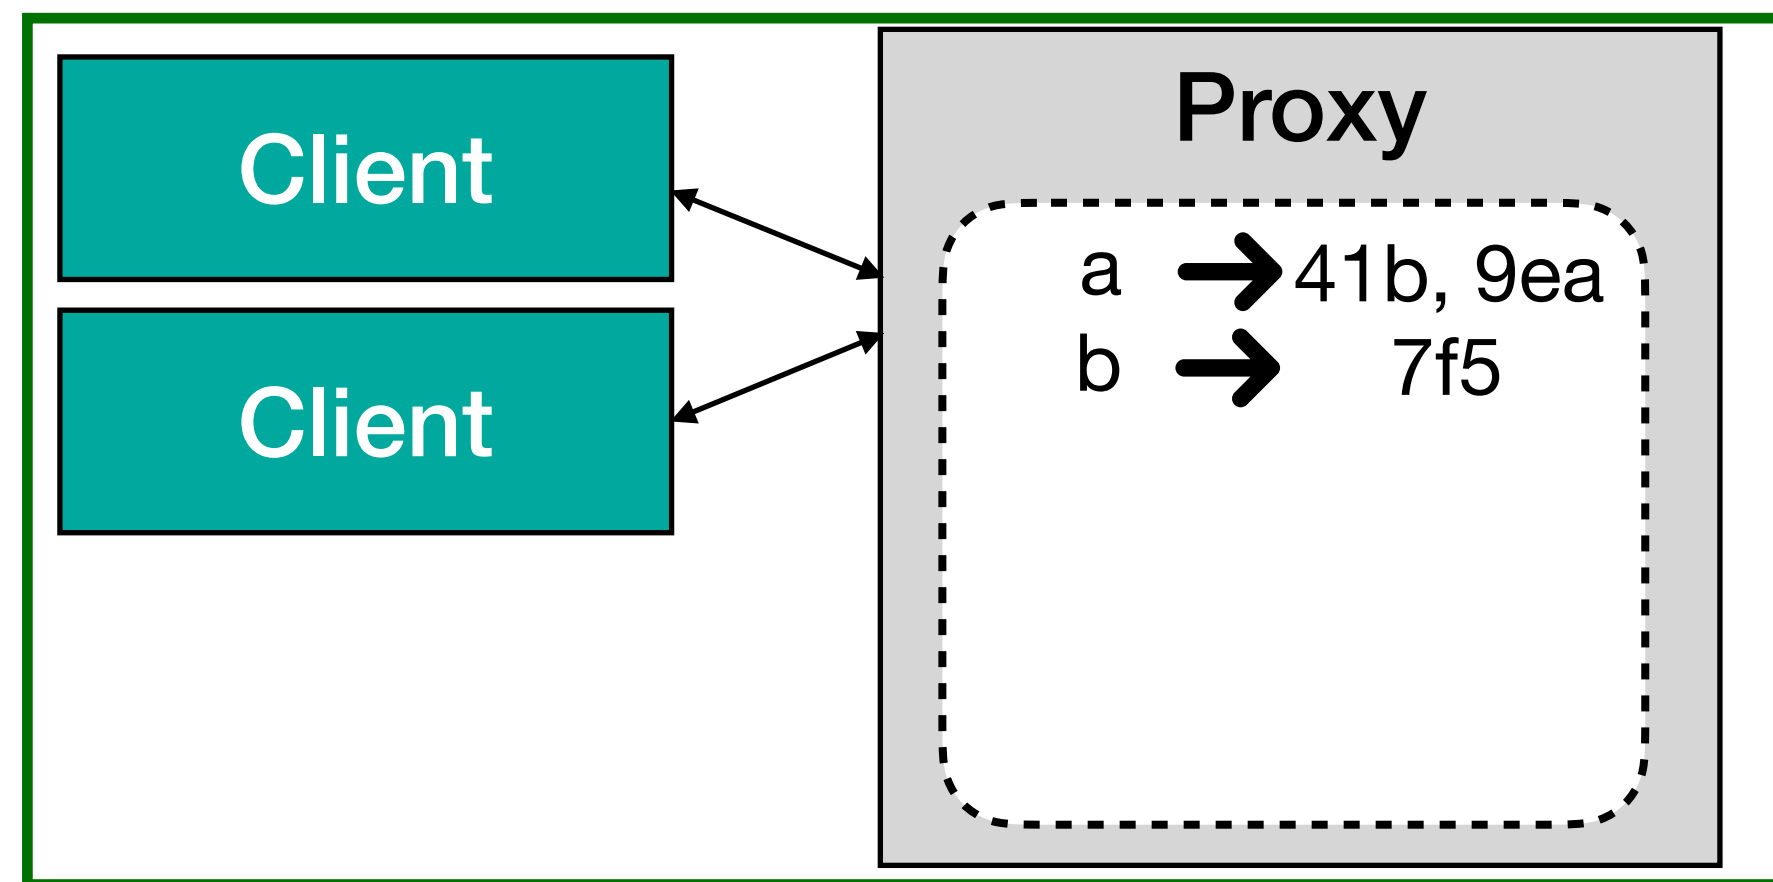 Client
Client
Proxy
a → 41b, 9ea
b → 7f5